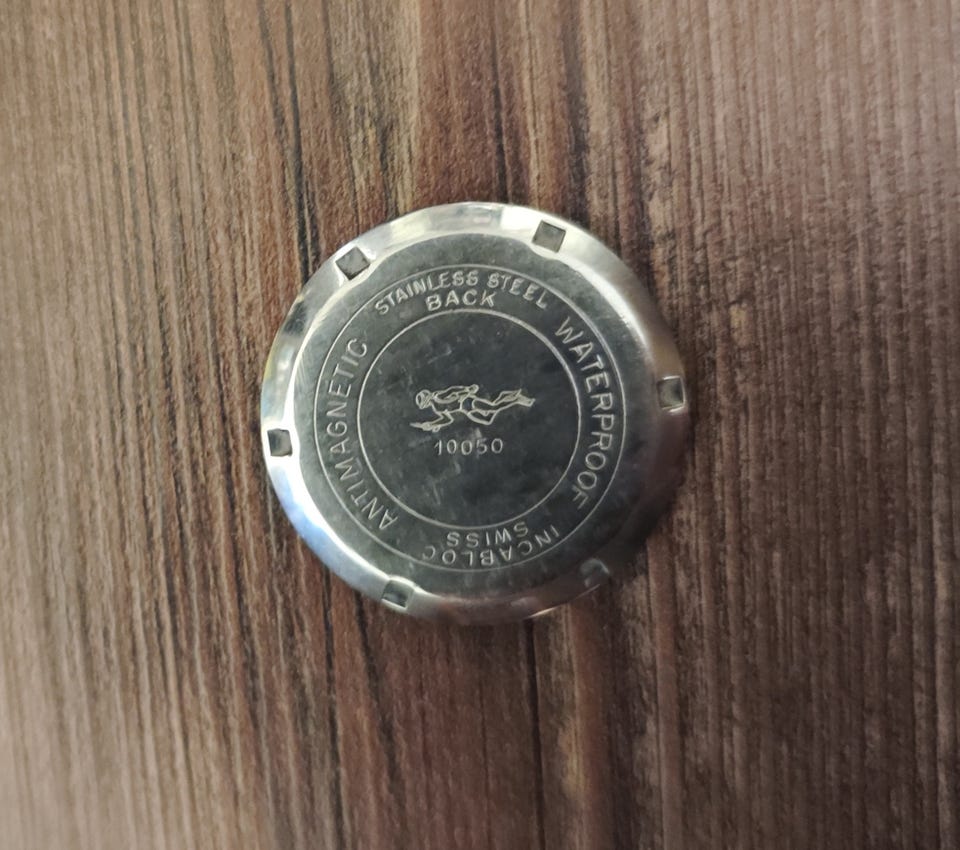 STAINLESS STEEL
BACK
WATERPROOF
INCABLOC
SWISS
ANTIMAGNETIC
10050